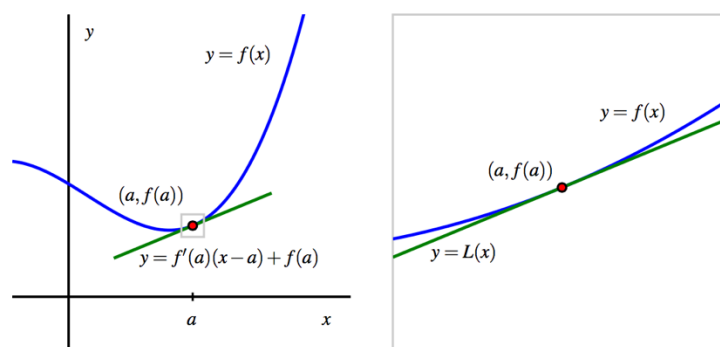 y
y = f(x)
(a, f(a))
y = f′(a)(x−a) + f(a)
a
x
y = f(x)
(a, f(a))
y = L(x)